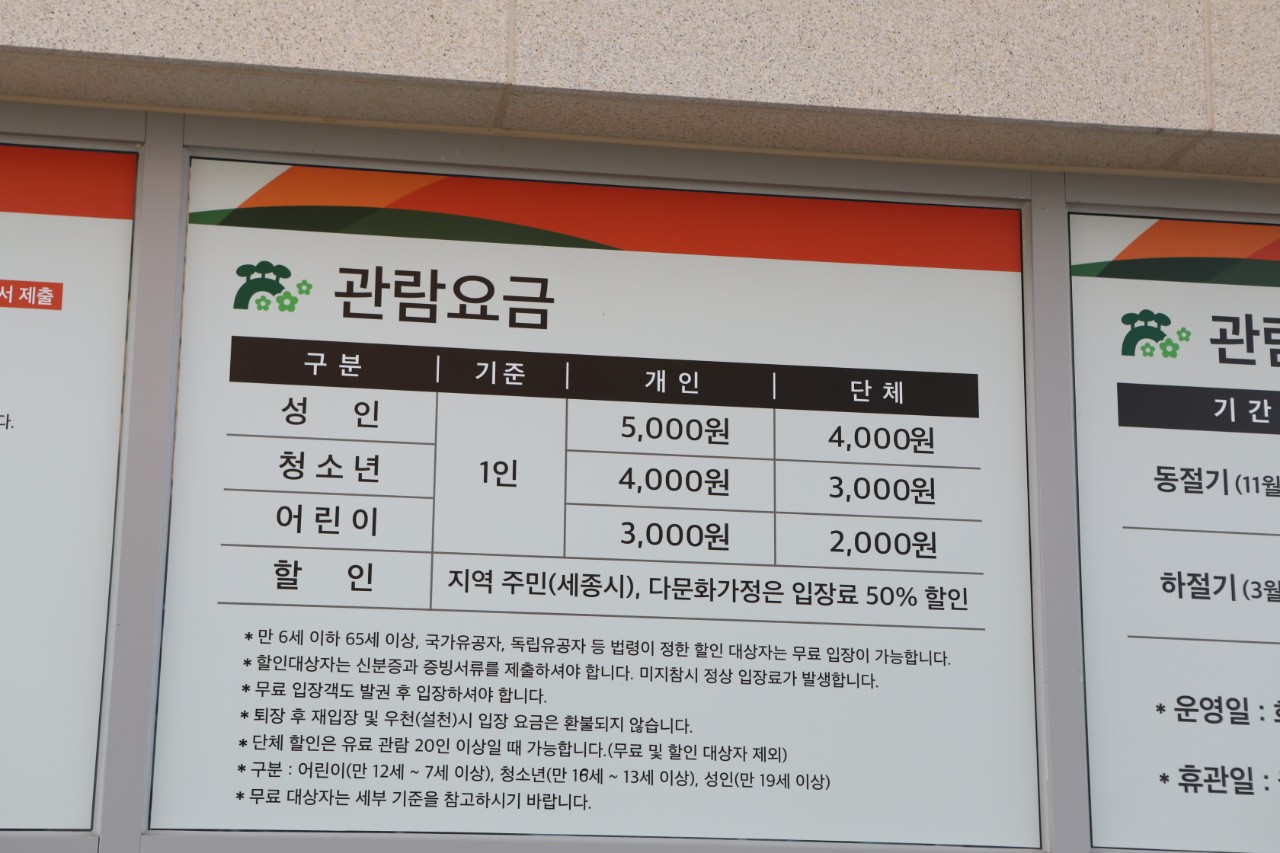 서 제출
다.
관람요금
구분 기준 개인 단체
성 인 1인 5,000원 4,000원
청소년 4,000원 3,000원
어린이 3,000원 2,000원
할 인 지역 주민(세종시), 다문화가정은 입장료 50% 할인
* 만 6세 이하 65세 이상, 국가유공자, 독립유공자 등 법령이 정한 할인 대상자는 무료 입장이 가능합니다.
* 할인대상자는 신분증과 증빙서류를 제출하셔야 합니다. 미지참시 정상 입장료가 발생합니다.
* 무료 입장객도 발권 후 입장하셔야 합니다.
* 퇴장 후 재입장 및 우천(설천)시 입장 요금은 환불되지 않습니다.
* 단체 할인은 유료 관람 20인 이상일 때 가능합니다.(무료 및 할인 대상자 제외)
* 구분 : 어린이(만 12세 ~ 7세 이상), 청소년(만 18세 ~ 13세 이상), 성인(만 19세 이상)
* 무료 대상자는 세부 기준을 참고하시기 바랍니다.
관람
기간
동절기 (11월
하절기 (3월
* 운영일 :
* 휴관일 :